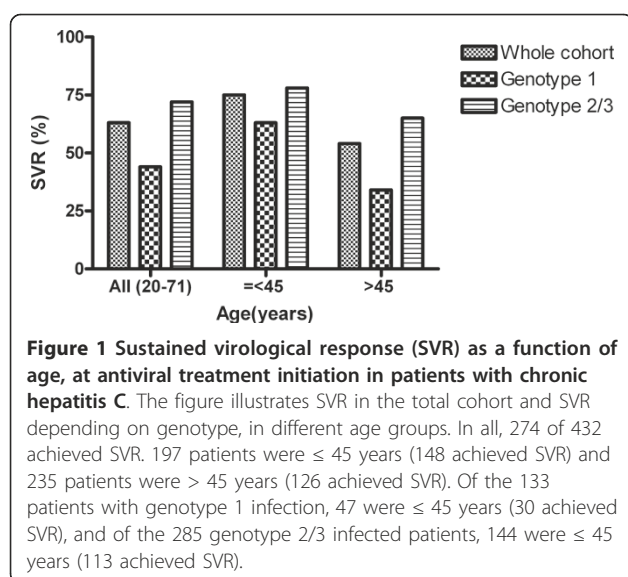 100
75
50
25
0
SVR (%)
Whole cohort
Genotype 1
Genotype 2/3
All (20-71) =<45 >45
Age(years)
Figure 1 Sustained virological response (SVR) as a function of
age, at antiviral treatment initiation in patients with chronic
hepatitis C. The figure illustrates SVR in the total cohort and SVR
depending on genotype, in different age groups. In all, 274 of 432
achieved SVR. 197 patients were ≤ 45 years (148 achieved SVR) and
235 patients were > 45 years (126 achieved SVR). Of the 133
patients with genotype 1 infection, 47 were ≤ 45 years (30 achieved
SVR), and of the 285 genotype 2/3 infected patients, 144 were ≤ 45
years (113 achieved SVR).